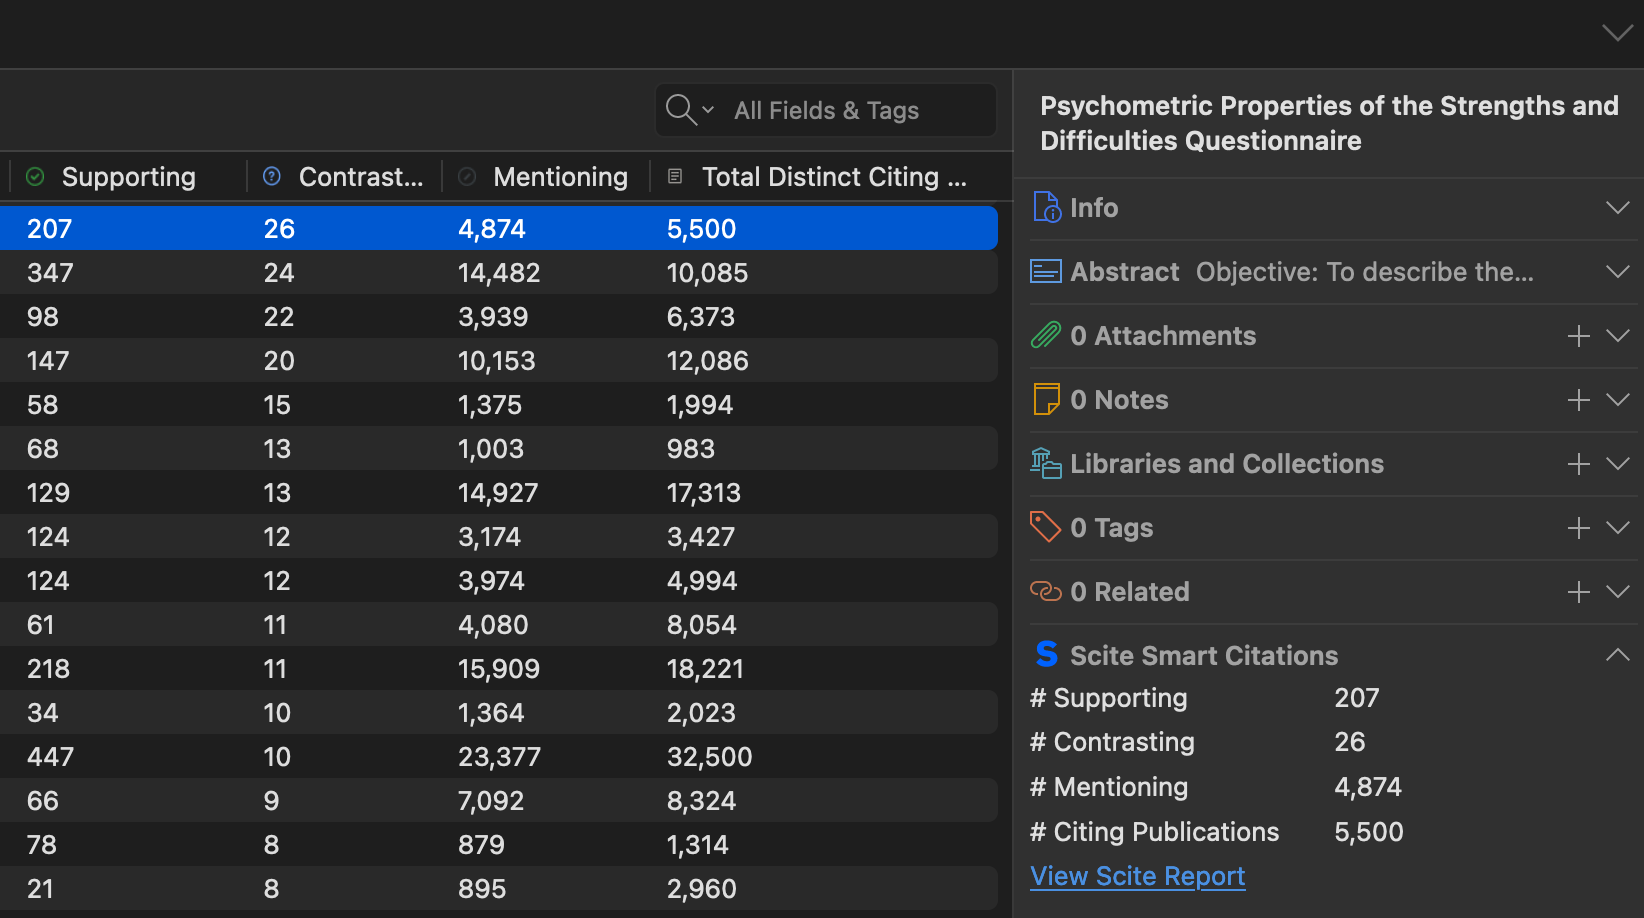 All Fields & Tags
Supporting Contrast... Mentioning Total Distinct Citing ...
207 26 4,874 5,500
347 24 14,482 10,085
98 22 3,939 6,373
147 20 10,153 12,086
58 15 1,375 1,994
68 13 1,003 983
129 13 14,927 17,313
124 12 3,174 3,427
124 12 3,974 4,994
61 11 4,080 8,054
218 11 15,909 18,221
34 10 1,364 2,023
447 10 23,377 32,500
66 9 7,092 8,324
78 8 879 1,314
21 8 895 2,960
Psychometric Properties of the Strengths and
Difficulties Questionnaire
Info
Abstract Objective: To describe the...
0 Attachments
0 Notes
Libraries and Collections
0 Tags
0 Related
Scite Smart Citations
# Supporting 207
# Contrasting 26
# Mentioning 4,874
# Citing Publications 5,500
View Scite Report